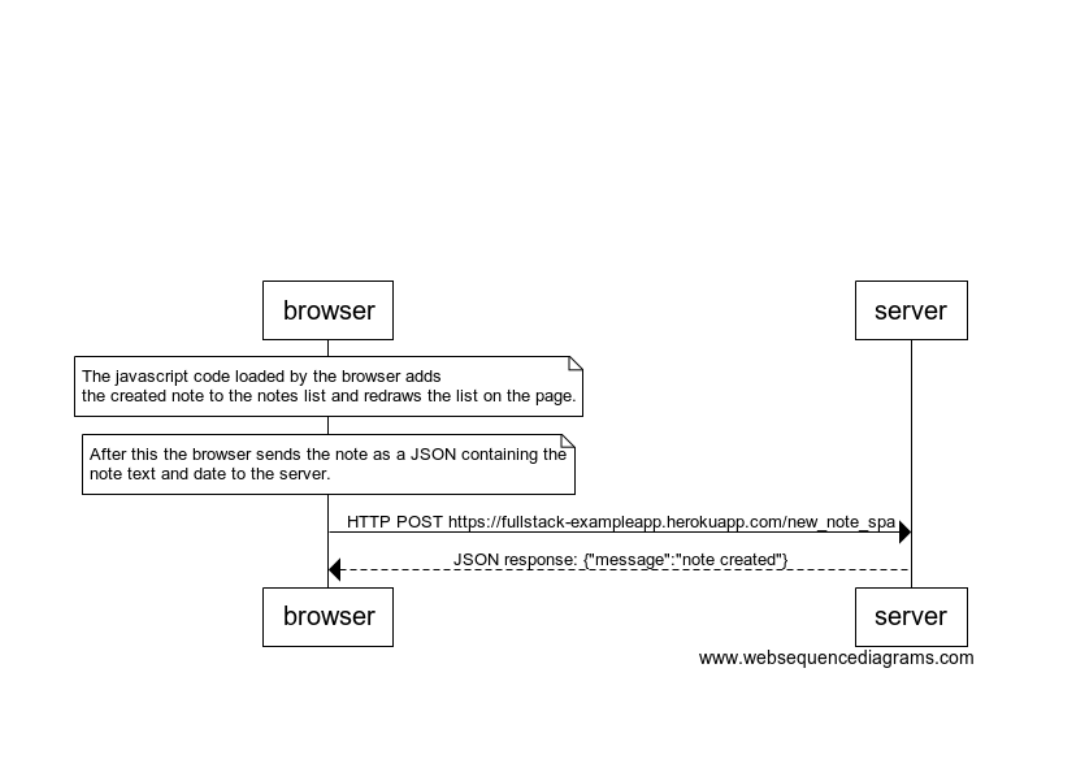 browser
server
The javascript code loaded by the browser adds
the created note to the notes list and redraws the list on the page.
After this the browser sends the note as a JSON containing the
note text and date to the server.
HTTP POST https://fullstack-exampleapp.herokuapp.com/new_note_spa
JSON response: {"message":"note created"}
browser
server
www.websequencediagrams.com